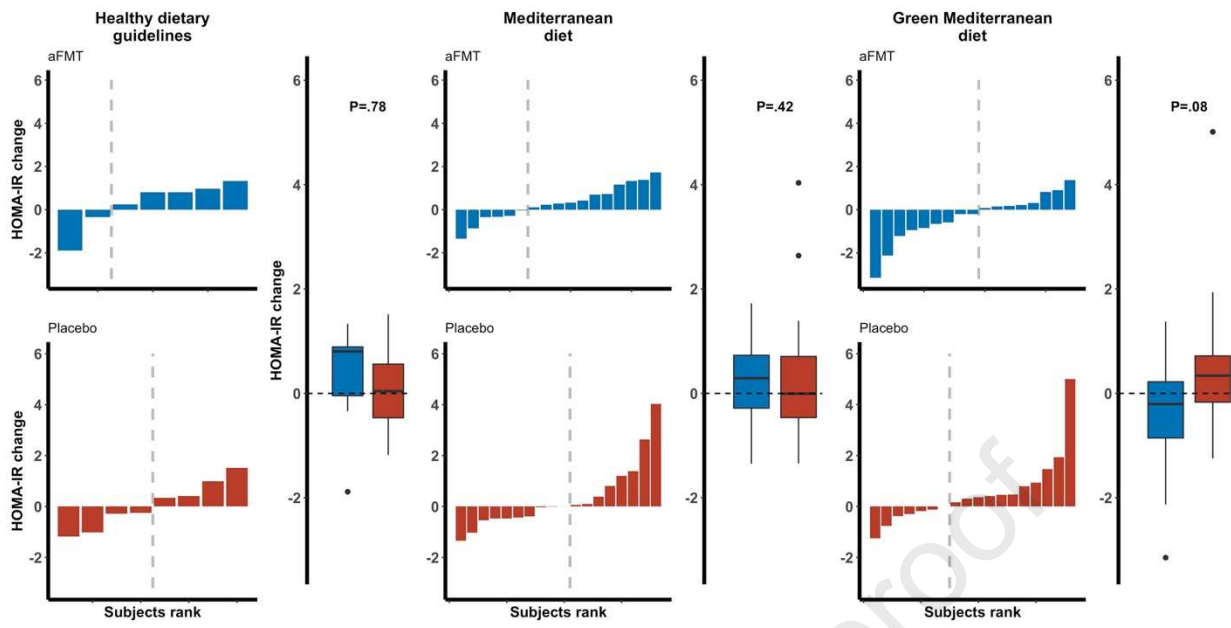 Healthy dietary
guidelines
Mediterranean
diet
Green Mediterranean
diet
aFMT
6
4
2
0
-2
HOMA-IR change
Placebo
6
4
2
0
-2
HOMA-IR change
Subjects rank
6
4
2
0
-2
HOMA-IR change
P=.78
aFMT
6
4
2
0
-2
Placebo
6
4
2
0
-2
Subjects rank
6
4
2
0
-2
P=.42
aFMT
6
4
2
0
-2
Placebo
6
4
2
0
-2
Subjects rank
6
4
2
0
-2
P=.08
proof